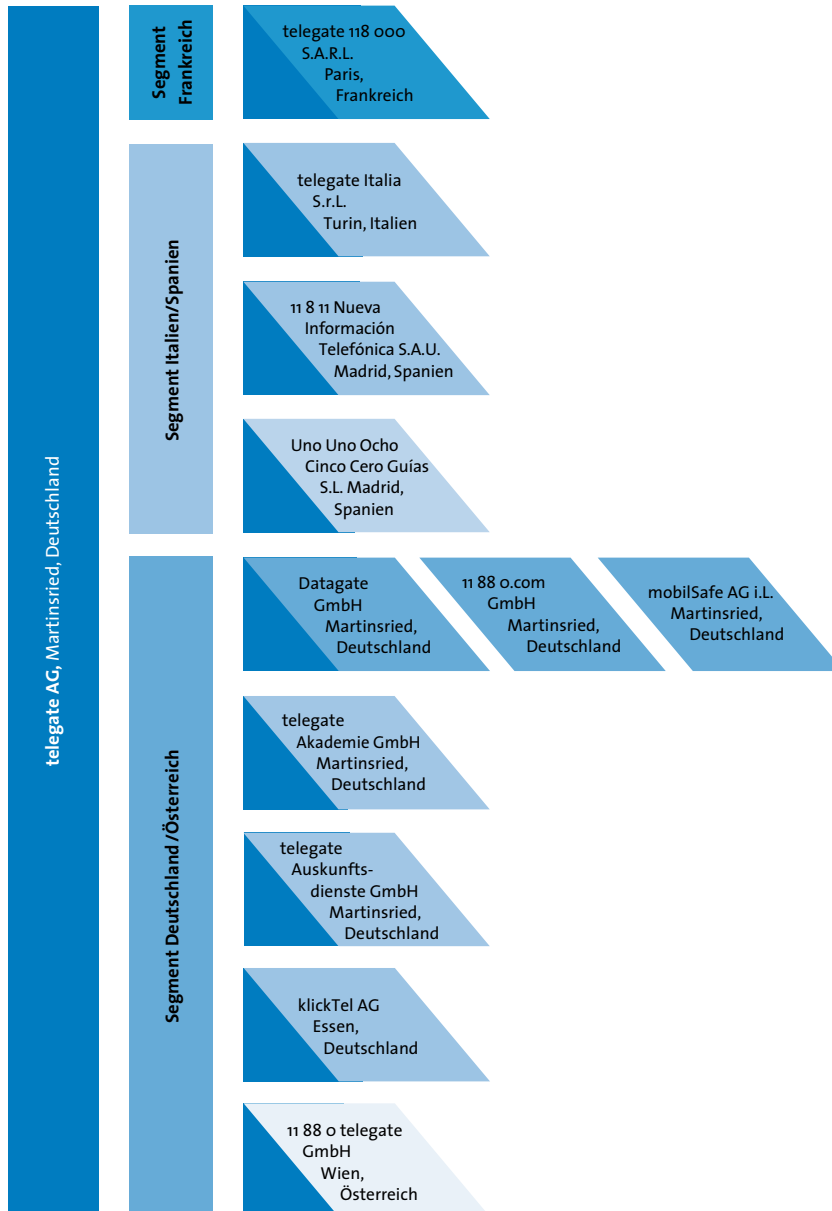 telegate AG, Martinsried, Deutschland
Segment
Frankreich
telegate 118 000
S.A.R.L.
Paris,
Frankreich
Segment Italien/Spanien
telegate Italia
S.r.L.
Turin, Italien
11 8 11 Nueva
Información
Telefónica S.A.U.
Madrid, Spanien
Uno Uno Ocho
Cinco Cero Guías
S.L. Madrid,
Spanien
Segment Deutschland /Österreich
Datagate
GmbH
Martinsried,
Deutschland
11 88 0.com
GmbH
Martinsried,
Deutschland
mobilSafe AG i.L.
Martinsried,
Deutschland
telegate
Akademie GmbH
Martinsried,
Deutschland
telegate
Auskunfts-
dienste GmbH
Martinsried,
Deutschland
klickTel AG
Essen,
Deutschland
11 88 0 telegate
GmbH
Wien,
Österreich